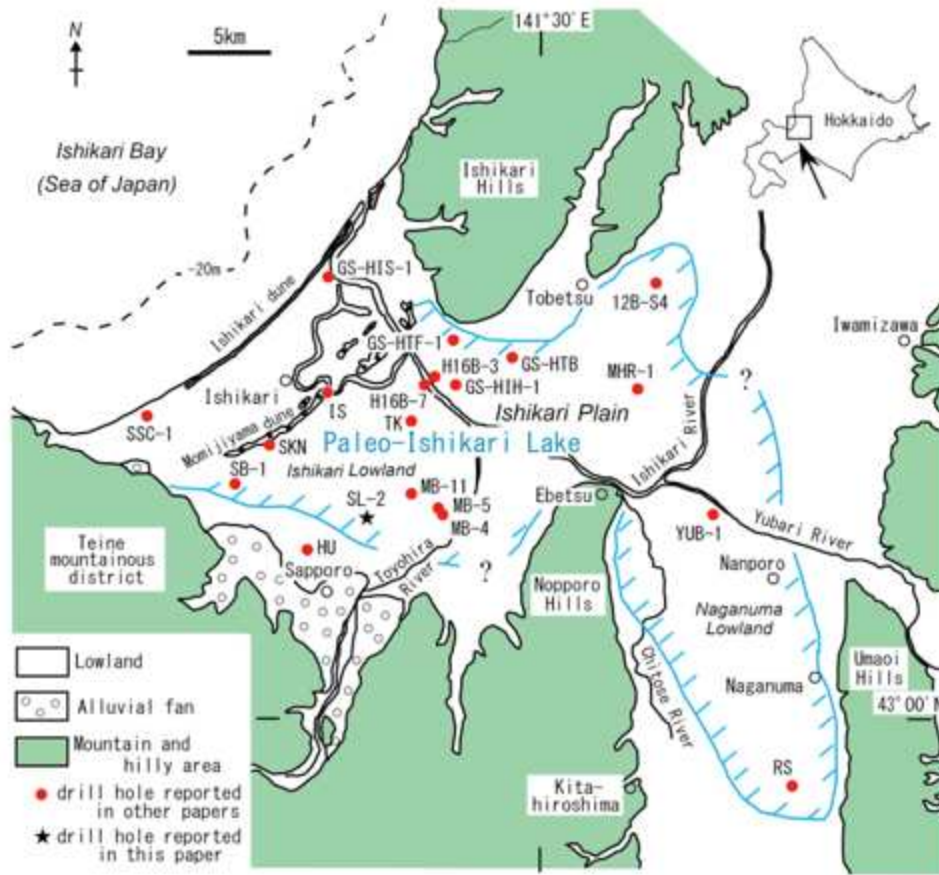 141°30′E
N
5km
Hokkaido
Ishikari Bay
(Sea of Japan)
Ishikari
Hills
-20m
GS-HIS-1
Ishikari dune
Tobetsu
12B-S4
Iwamizawa
GS-HTF-1
H16B-3
GS-HTB
MHR-1
?
Ishikari
IS
H16B-7
GS-HIH-1
Ishikari Plain
SSC-1
Momijiyama dune
SKN
TK
Paleo-Ishikari Lake
Ishikari River
SB-1
Ishikari Lowland
MB-11
Ebetsu
SL-2
MB-5
MB-4
YUB-1
Yubari River
Teine
mountainous
district
HU
Sapporo
Toyohira
River
?
Nopporo
Hills
Nanporo
Naganuma
Lowland
Umaoi
Hills
Lowland
Chitose River
Naganuma
43°00′N
Alluvial fan
Mountain and
hilly area
RS
Kita-
hiroshima
drill hole reported
in other papers
drill hole reported
in this paper